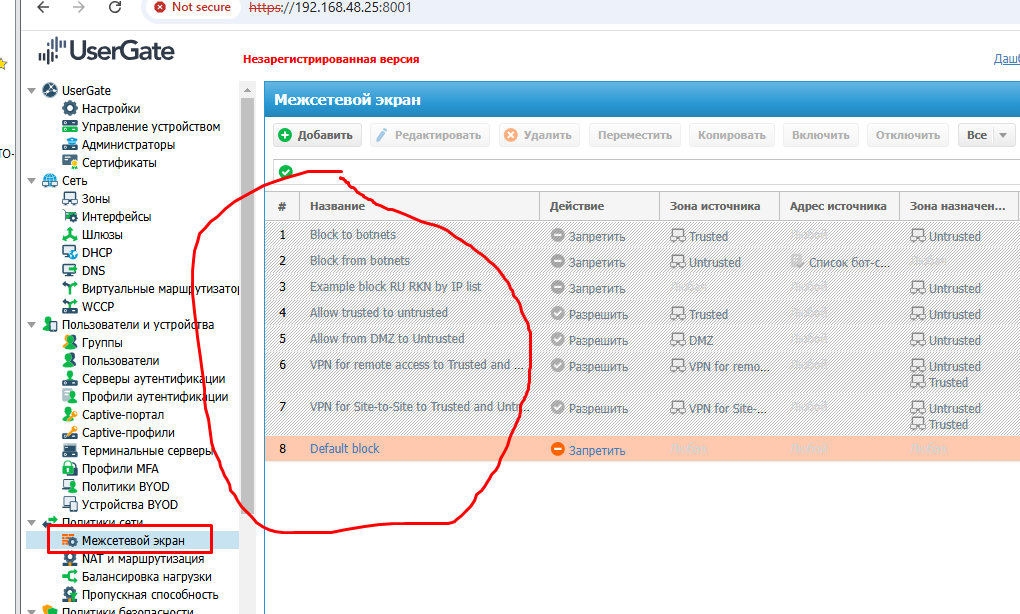 Not secure https://192.168.48.25:8001
UserGate
Незарегистрированная версия
Дашб
UserGate
Настройки
Управление устройством
Администраторы
Сертификаты
Сеть
Зоны
Интерфейсы
Шлюзы
DHCP
DNS
Виртуальные маршрутизатор
WCCP
Пользователи и устройства
Группы
Пользователи
Серверы аутентификации
Профили аутентификации
Captive-портал
Captive-профили
Терминальные серверы
Профили MFA
Политики BYOD
Устройства BYOD
Политики сети
Межсетевой экран
NAT и маршрутизация
Балансировка нагрузки
Пропускная способность
Политики безопасности
Межсетевой экран
Добавить Редактировать Удалить Переместить Копировать Включить Отключить Все
# Название Действие Зона источника Адрес источника Зона назначен...
1 Block to botnets Запретить Trusted Любой Untrusted
2 Block from botnets Запретить Untrusted Список бот-с... Любая
3 Example block RU RKN by IP list Запретить Любая Любой Untrusted
4 Allow trusted to untrusted Разрешить Trusted Любой Untrusted
5 Allow from DMZ to Untrusted Разрешить DMZ Любой Untrusted
6 VPN for remote access to Trusted and ... Разрешить VPN for remo... Любой Untrusted
Trusted
7 VPN for Site-to-Site to Trusted and Untr... Разрешить VPN for Site-... Любой Untrusted
Trusted
8 Default block Запретить Любая Любой Любая